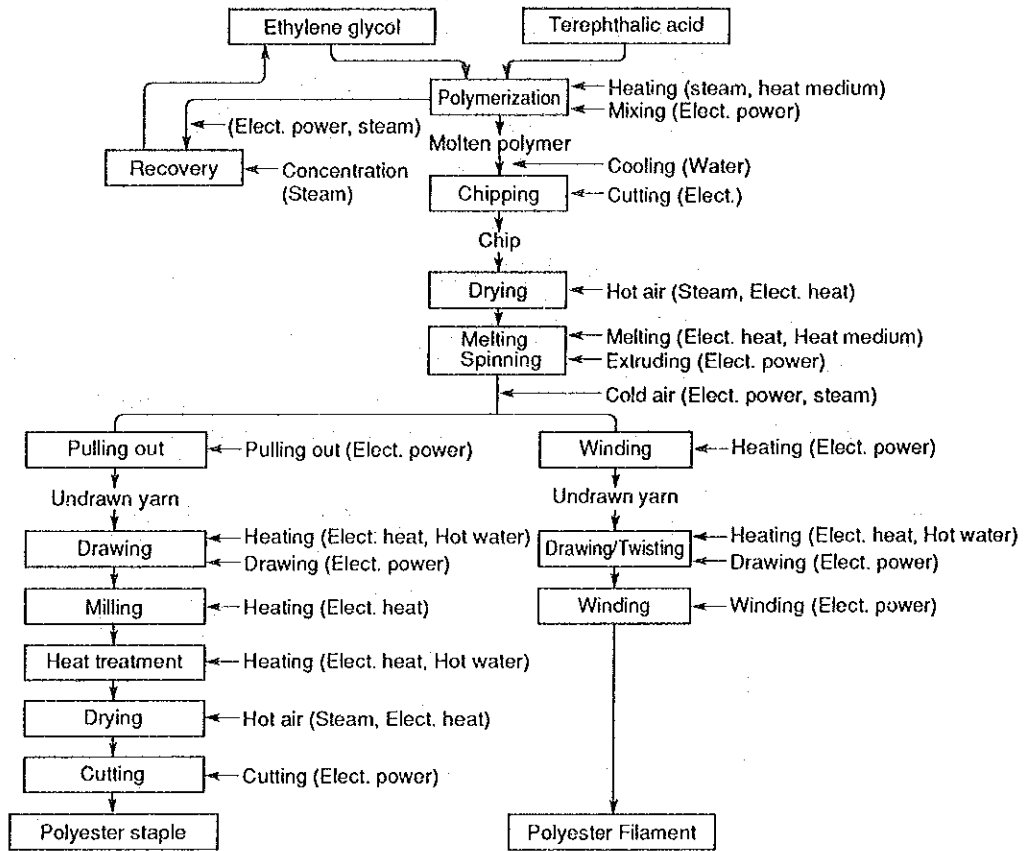 Ethylene glycol
Terephthalic acid
Polymerization
Heating (steam, heat medium)
Mixing (Elect. power)
(Elect. power, steam)
Molten polymer
Recovery
Concentration
(Steam)
Cooling (Water)
Chipping
Cutting (Elect.)
Chip
Drying
Hot air (Steam, Elect. heat)
Melting
Spinning
Melting (Elect. heat, Heat medium)
Extruding (Elect. power)
Cold air (Elect. power, steam)
Pulling out
Pulling out (Elect. power)
Winding
Heating (Elect. power)
Undrawn yarn
Undrawn yarn
Drawing
Heating (Elect. heat, Hot water)
Drawing (Elect. power)
Drawing/Twisting
Heating (Elect. heat, Hot water)
Drawing (Elect. power)
Milling
Heating (Elect. heat)
Winding
Winding (Elect. power)
Heat treatment
Heating (Elect. heat, Hot water)
Drying
Hot air (Steam, Elect. heat)
Cutting
Cutting (Elect. power)
Polyester staple
Polyester Filament